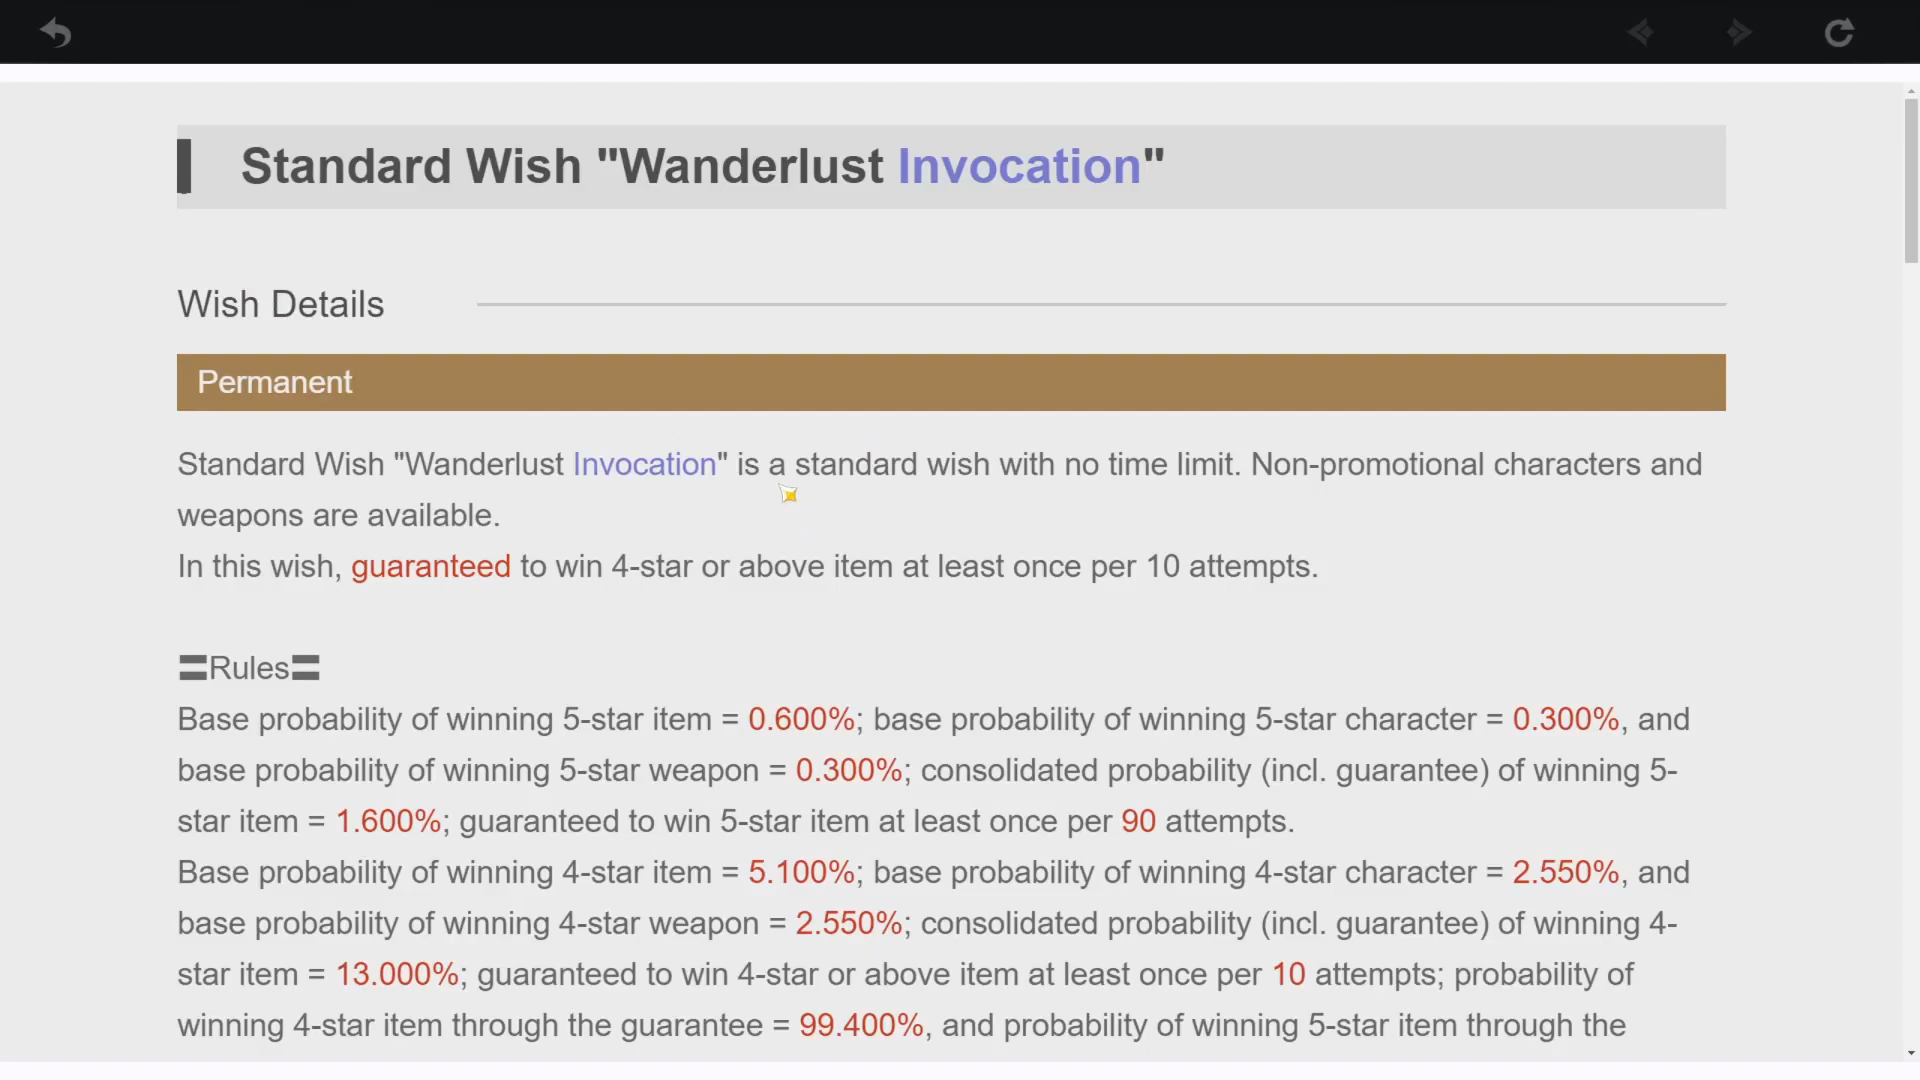 Standard Wish "Wanderlust Invocation"
Wish Details
Permanent
Standard Wish "Wanderlust Invocation" is a standard wish with no time limit. Non-promotional characters and
weapons are available.
In this wish, guaranteed to win 4-star or above item at least once per 10 attempts.
〓Rules〓
Base probability of winning 5-star item = 0.600%; base probability of winning 5-star character = 0.300%, and
base probability of winning 5-star weapon = 0.300%; consolidated probability (incl. guarantee) of winning 5-
star item = 1.600%; guaranteed to win 5-star item at least once per 90 attempts.
Base probability of winning 4-star item = 5.100%; base probability of winning 4-star character = 2.550%, and
base probability of winning 4-star weapon = 2.550%; consolidated probability (incl. guarantee) of winning 4-
star item = 13.000%; guaranteed to win 4-star or above item at least once per 10 attempts; probability of
winning 4-star item through the guarantee = 99.400%, and probability of winning 5-star item through the